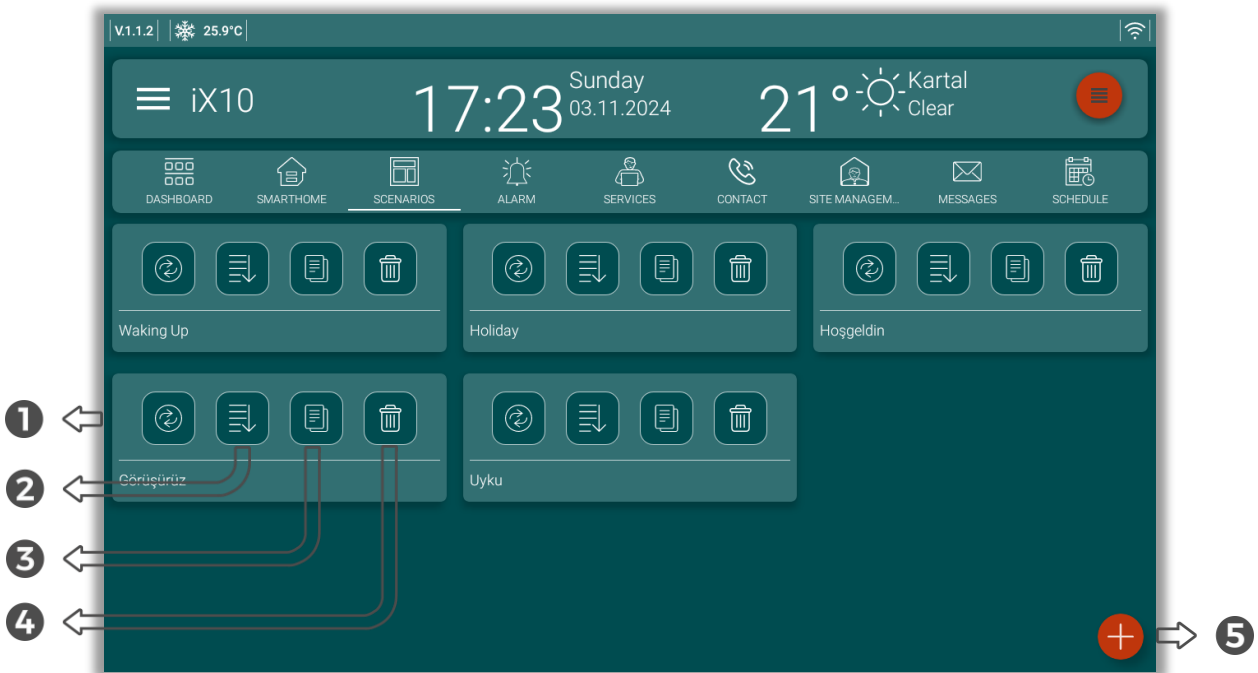 V.1.1.2 25.9°C
iX10 17:23 Sunday 03.11.2024 21° Kartal Clear
DASHBOARD SMARTHOME SCENARIOS ALARM SERVICES CONTACT SITE MANAGEM... MESSAGES SCHEDULE
Waking Up Holiday Hoşgeldin
1
Görüşürüz Uyku
2
3
4
5